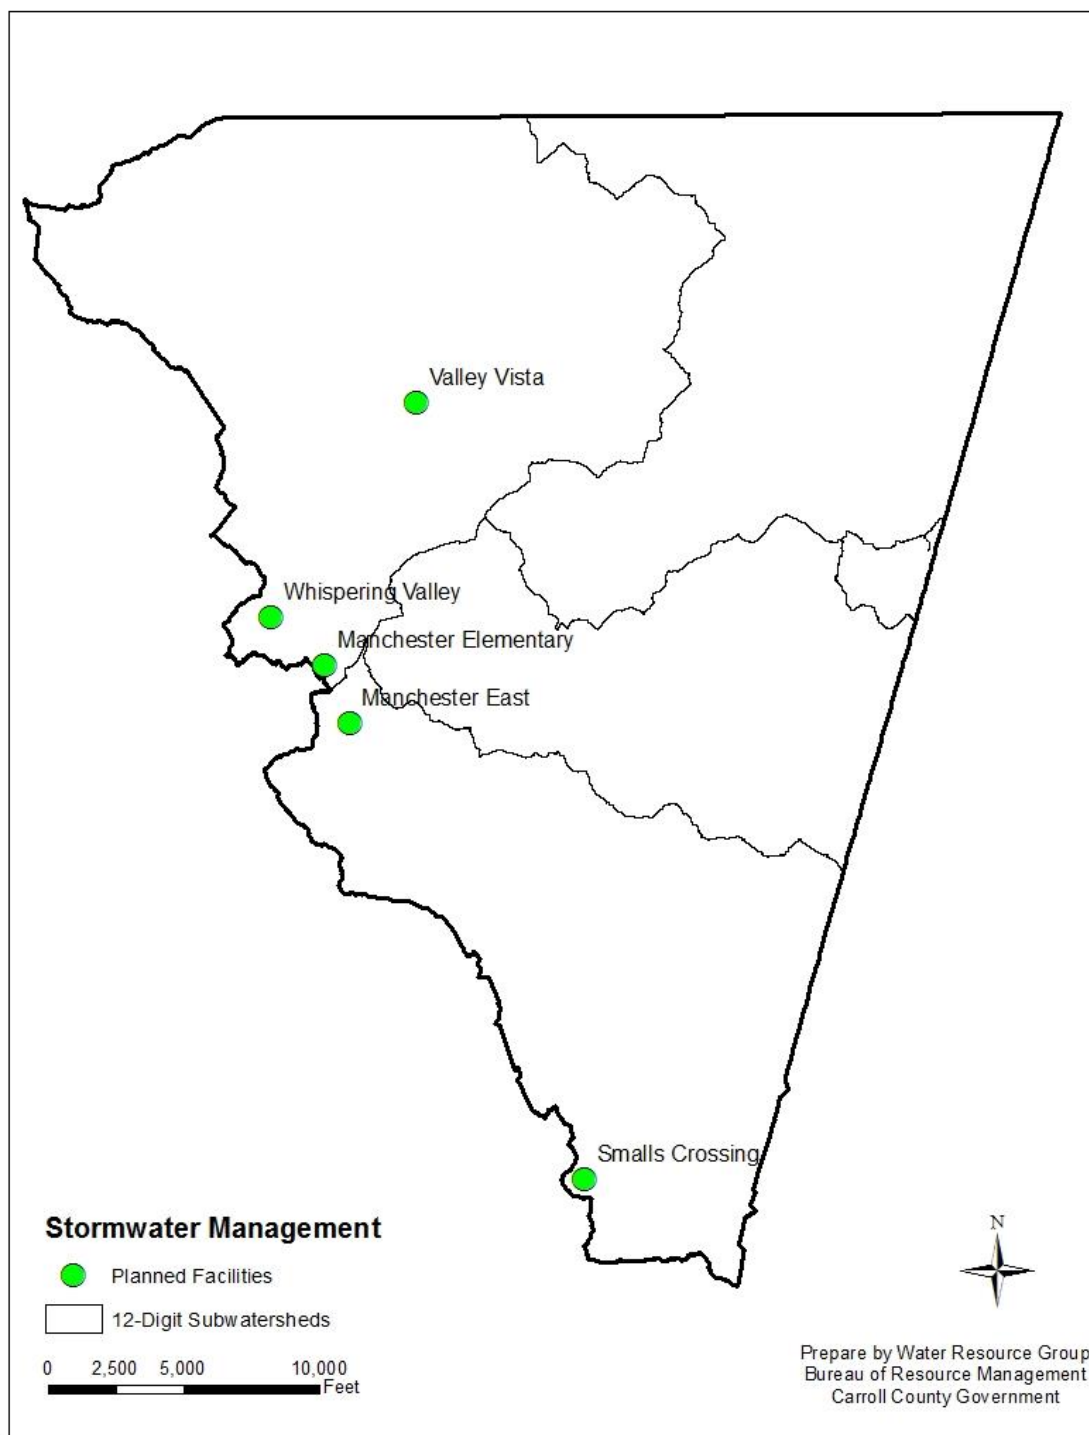 Valley Vista
Whispering Valley
Manchester Elementary
Manchester East
Smalls Crossing
Stormwater Management
Planned Facilities
12-Digit Subwatersheds
0 2,500 5,000 10,000
Feet
N
Prepare by Water Resource Group
Bureau of Resource Management
Carroll County Government